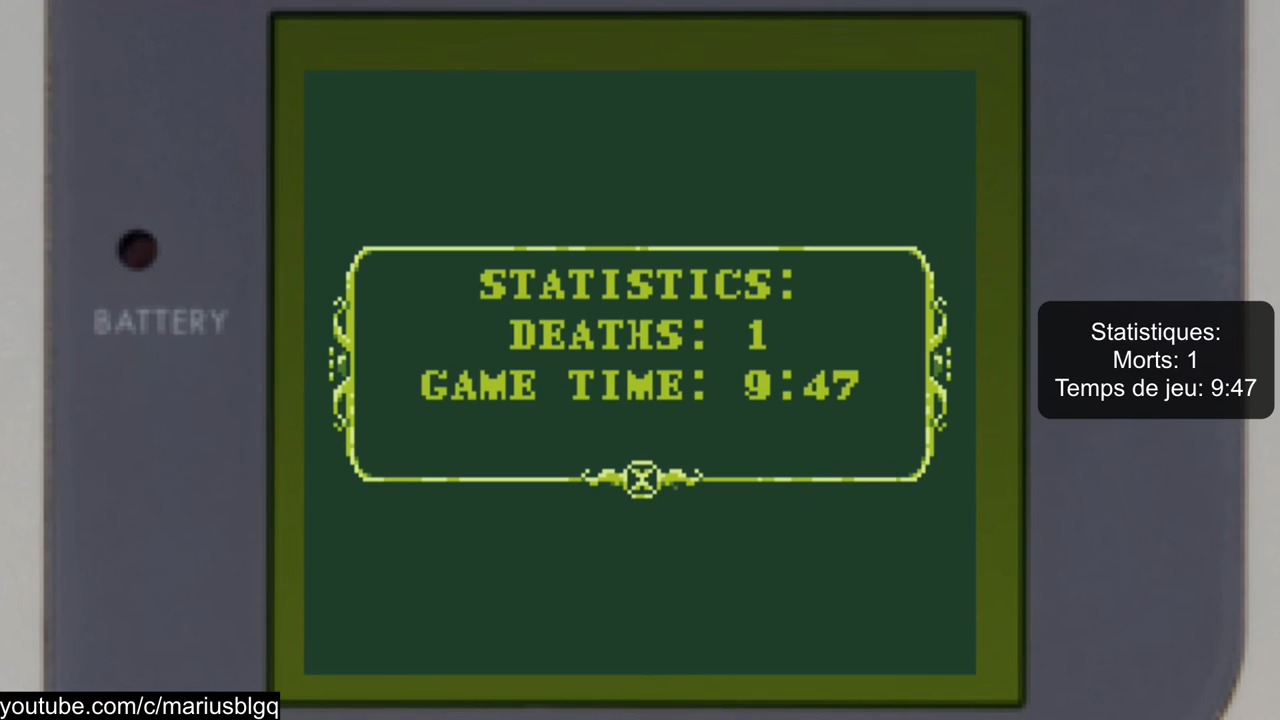 STATISTICS:
DEATHS: 1
GAME TIME: 9:47
BATTERY
Statistiques:
Morts: 1
Temps de jeu: 9:47
youtube.com/c/mariusblgq